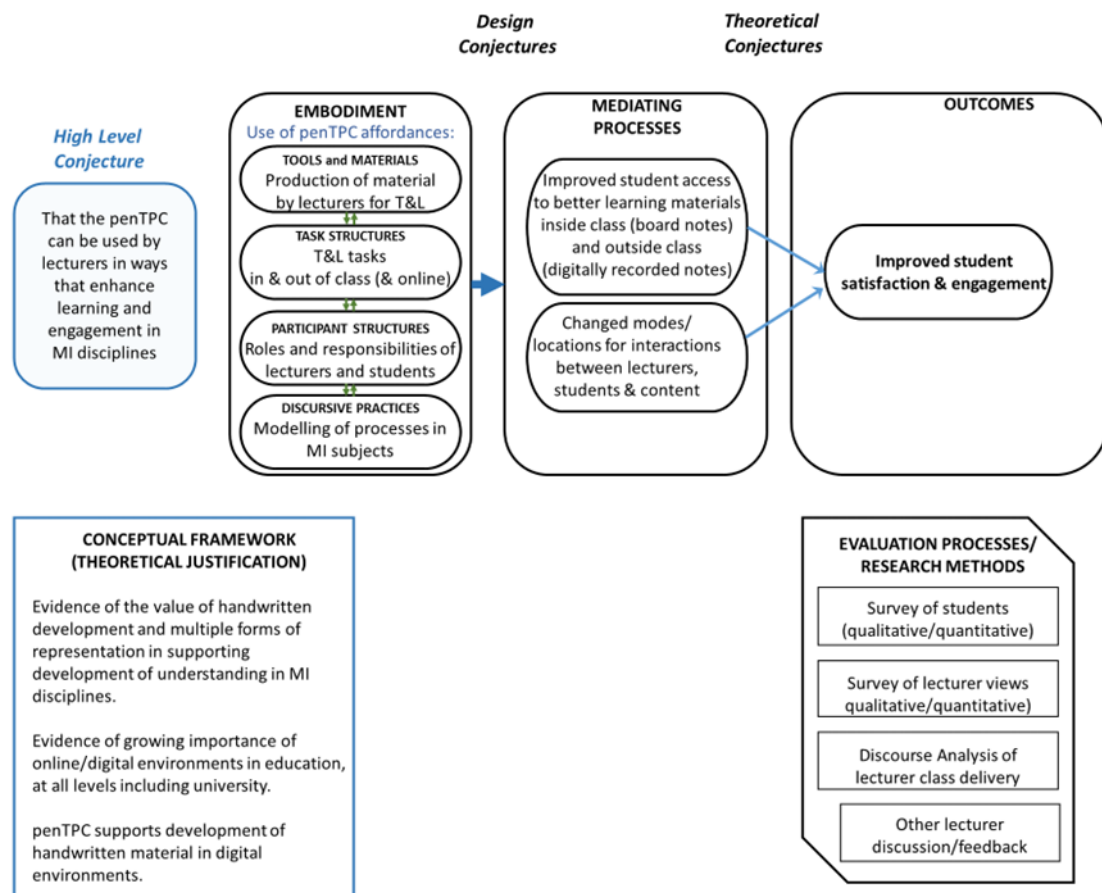 Design
Conjectures
Theoretical
Conjectures
High Level
Conjecture
That the penTPC
can be used by
lecturers in ways
that enhance
learning and
engagement in
MI disciplines
EMBODIMENT
Use of penTPC affordances:
TOOLS and MATERIALS
Production of material
by lecturers for T&L
TASK STRUCTURES
T&L tasks
in & out of class (& online)
PARTICIPANT STRUCTURES
Roles and responsibilities of
lecturers and students
DISCURSIVE PRACTICES
Modelling of processes in
MI subjects
MEDIATING
PROCESSES
Improved student access
to better learning materials
inside class (board notes)
and outside class
(digitally recorded notes)
Changed modes/
locations for interactions
between lecturers,
students & content
OUTCOMES
Improved student
satisfaction & engagement
CONCEPTUAL FRAMEWORK
(THEORETICAL JUSTIFICATION)
Evidence of the value of handwritten
development and multiple forms of
representation in supporting
development of understanding in MI
disciplines.
Evidence of growing importance of
online/digital environments in education,
at all levels including university.
penTPC supports development of
handwritten material in digital
environments.
EVALUATION PROCESSES/
RESEARCH METHODS
Survey of students
(qualitative/quantitative)
Survey of lecturer views
qualitative/quantitative)
Discourse Analysis of
lecturer class delivery
Other lecturer
discussion/feedback